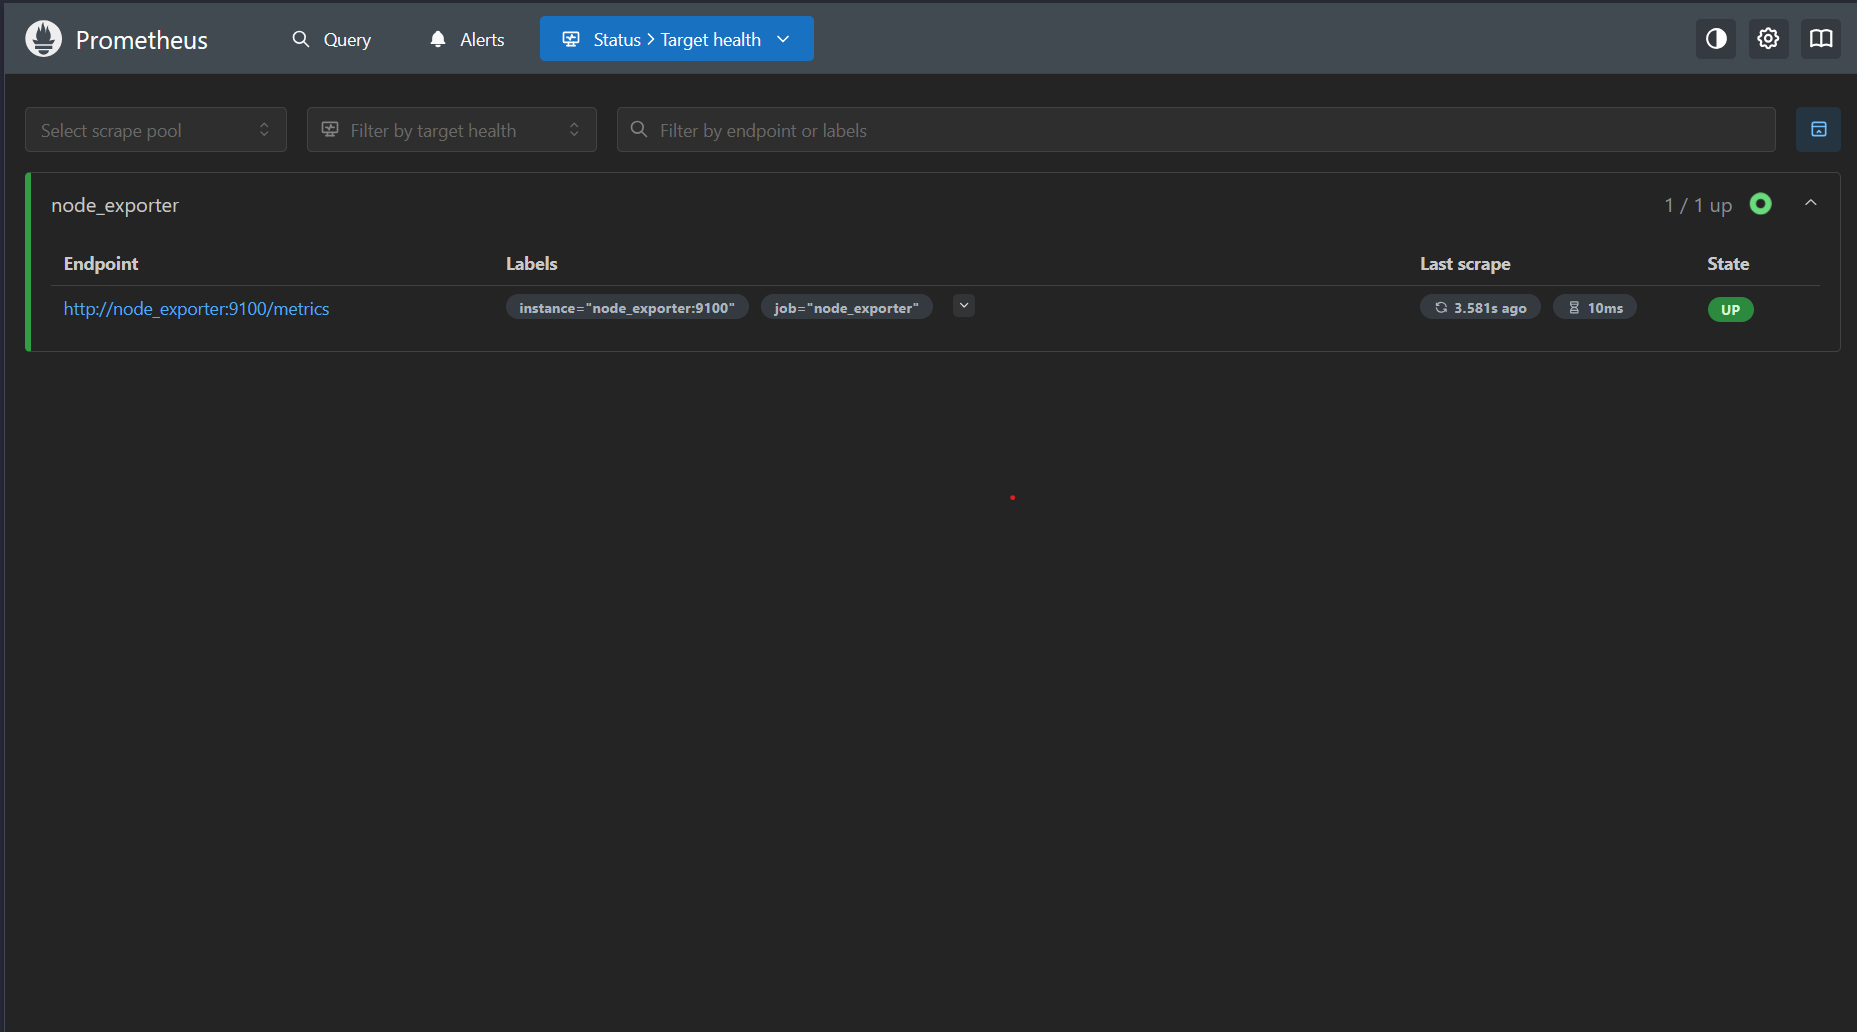 Prometheus Query Alerts Status > Target health
Select scrape pool Filter by target health Filter by endpoint or labels
node_exporter 1 / 1 up
Endpoint Labels Last scrape State
http://node_exporter:9100/metrics instance="node_exporter:9100" job="node_exporter" 3.581s ago 10ms UP